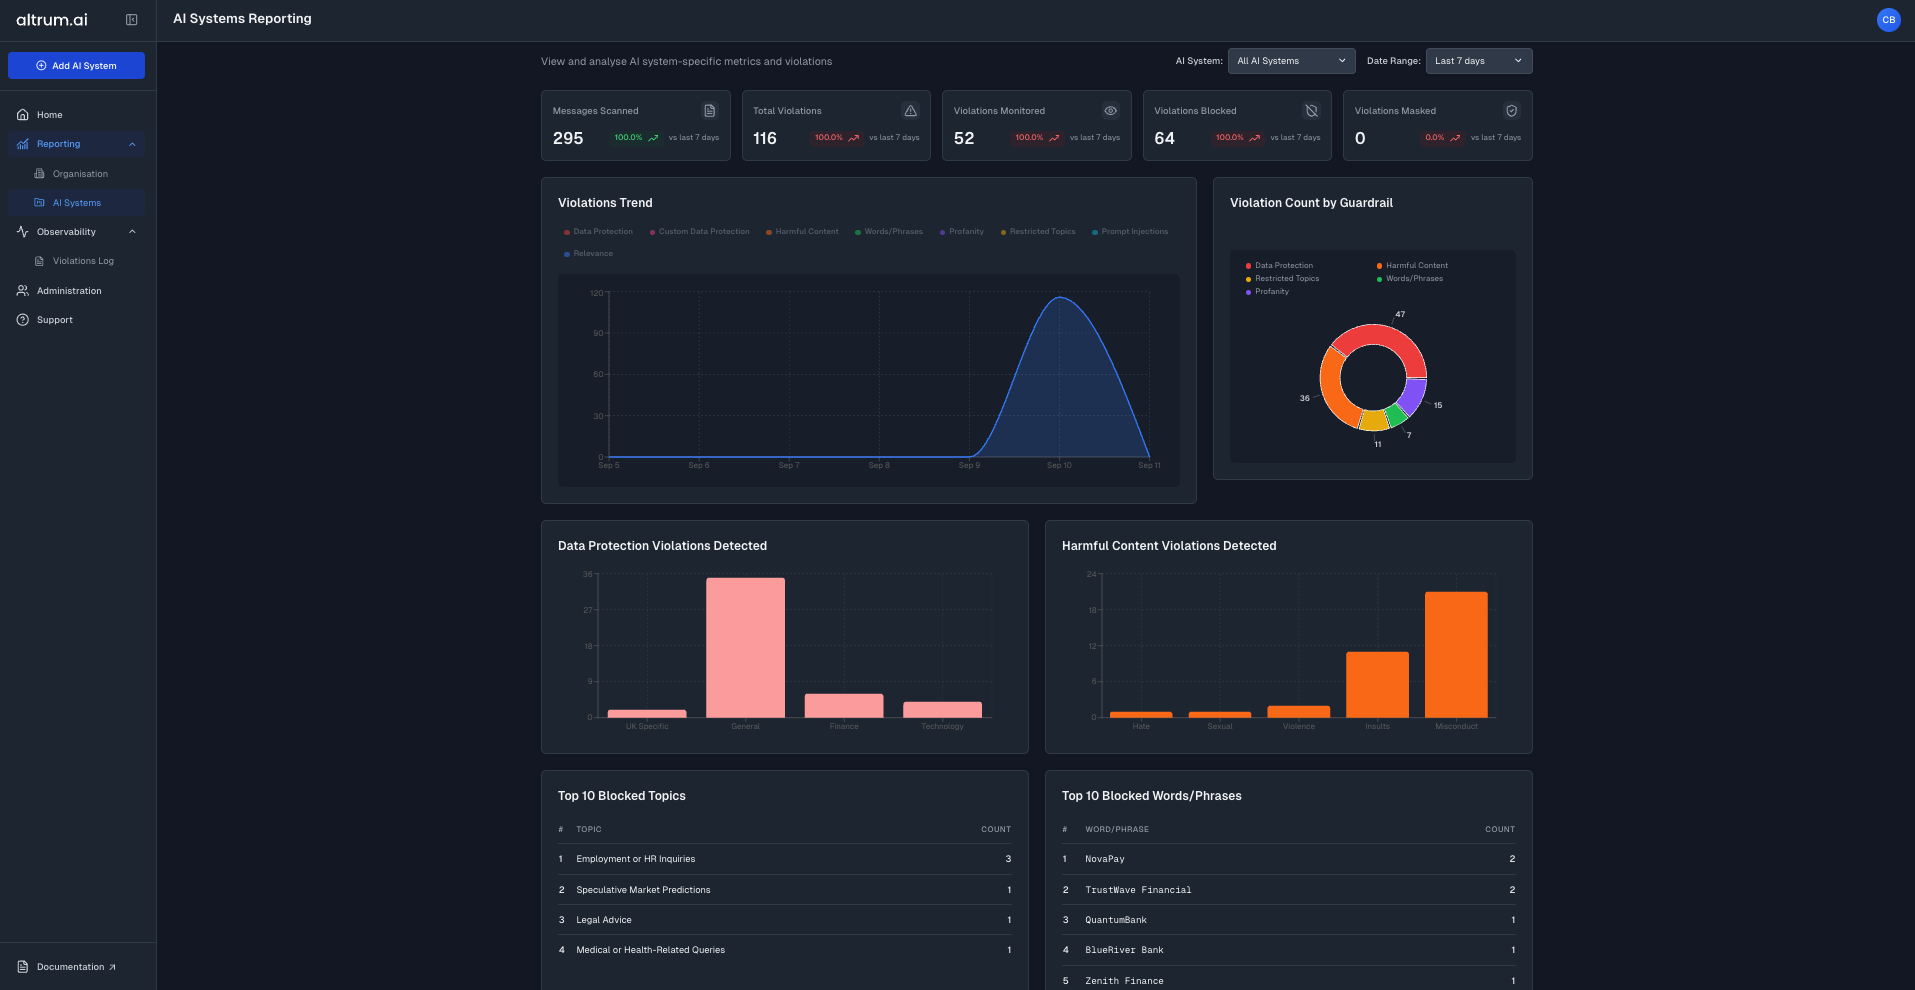 altrum.ai
AI Systems Reporting
CB
Add AI System
Home
Reporting
Organisation
AI Systems
Observability
Violations Log
Administration
Support
Documentation
View and analyse AI system-specific metrics and violations
AI System: All AI Systems
Date Range: Last 7 days
Messages Scanned
295 100.0% vs last 7 days
Total Violations
116 100.0% vs last 7 days
Violations Monitored
52 100.0% vs last 7 days
Violations Blocked
64 100.0% vs last 7 days
Violations Masked
0 0.0% vs last 7 days
Violations Trend
Data Protection Custom Data Protection Harmful Content Words/Phrases Profanity Restricted Topics Prompt Injections
Relevance
120
90
60
30
0
Sep 5 Sep 6 Sep 7 Sep 8 Sep 9 Sep 10 Sep 11
Violation Count by Guardrail
Data Protection Harmful Content
Restricted Topics Words/Phrases
Profanity
47
36
15
7
11
Data Protection Violations Detected
36
27
18
9
0
UK Specific General Finance Technology
Harmful Content Violations Detected
24
18
12
6
0
Hate Sexual Violence Insults Misconduct
Top 10 Blocked Topics
# TOPIC COUNT
1 Employment or HR Inquiries 3
2 Speculative Market Predictions 1
3 Legal Advice 1
4 Medical or Health-Related Queries 1
Top 10 Blocked Words/Phrases
# WORD/PHRASE COUNT
1 NovaPay 2
2 TrustWave Financial 2
3 QuantumBank 1
4 BlueRiver Bank 1
5 Zenith Finance 1